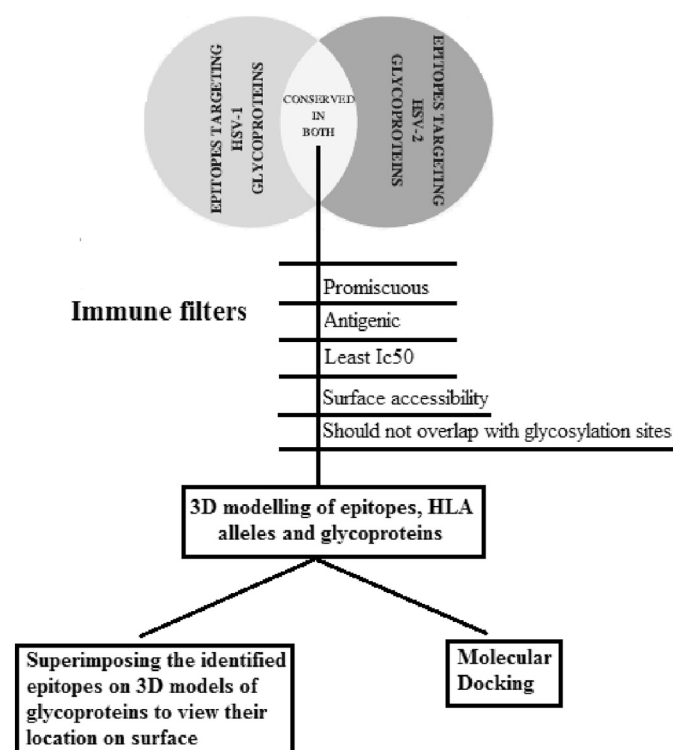 EPITOPES TARGETING
HSV-1
GLYCOPROTEINS
CONSERVED
IN
BOTH
EPITOPES TARGETING
HSV-2
GLYCOPROTEINS
Immune filters
Promiscuous
Antigenic
Least Ic50
Surface accessibility
Should not overlap with glycosylation sites
3D modelling of epitopes, HLA
alleles and glycoproteins
Superimposing the identified
epitopes on 3D models of
glycoproteins to view their
location on surface
Molecular
Docking